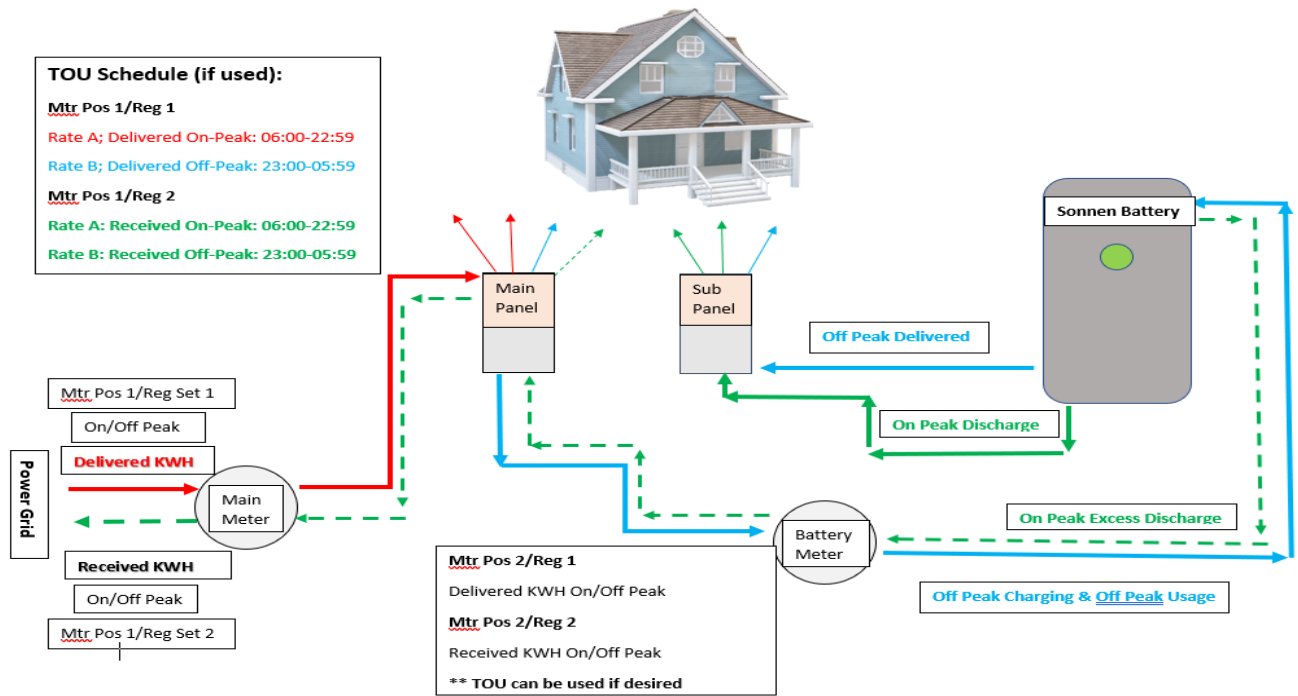 TOU Schedule (if used):
Mtr Pos 1/Reg 1
Rate A; Delivered On-Peak: 06:00-22:59
Rate B; Delivered Off-Peak: 23:00-05:59
Mtr Pos 1/Reg 2
Rate A: Received On-Peak: 06:00-22:59
Rate B: Received Off-Peak: 23:00-05:59
Sonnen Battery
Main
Panel
Sub
Panel
Off Peak Delivered
On Peak Discharge
Mtr Pos 1/Reg Set 1
On/Off Peak
Delivered KWH
Power Grid
Main
Meter
Received KWH
On/Off Peak
Mtr Pos 1/Reg Set 2
Battery
Meter
On Peak Excess Discharge
Off Peak Charging & Off Peak Usage
Mtr Pos 2/Reg 1
Delivered KWH On/Off Peak
Mtr Pos 2/Reg 2
Received KWH On/Off Peak
** TOU can be used if desired